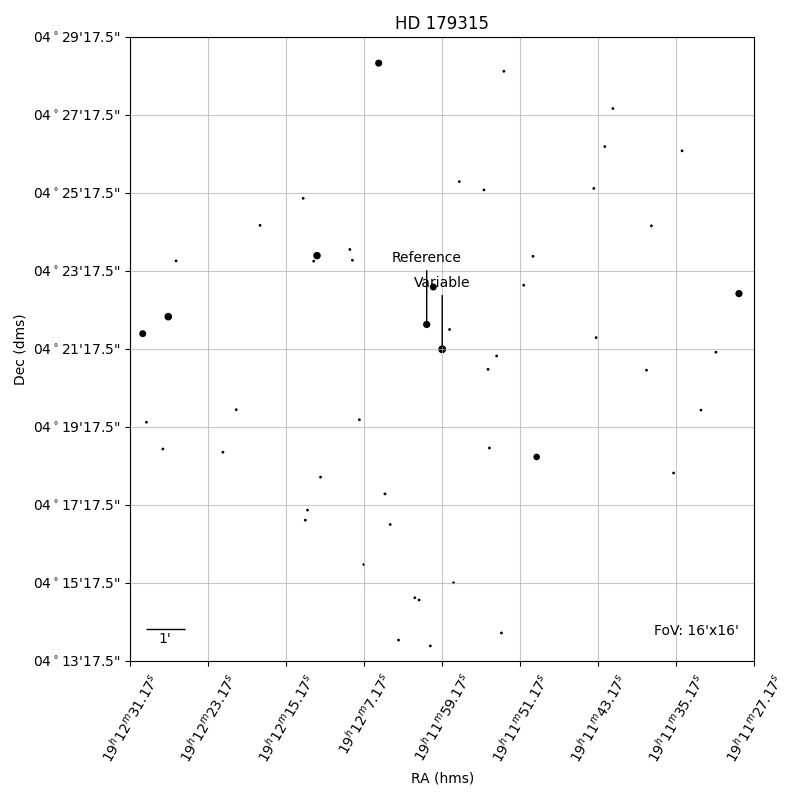 HD 179315
04°29'17.5"
04°27'17.5"
04°25'17.5"
04°23'17.5"
04°21'17.5"
04°19'17.5"
04°17'17.5"
04°15'17.5"
04°13'17.5"
Dec (dms)
Reference
Variable
1'
FoV: 16'x16'
19h12m31.17s
19h12m23.17s
19h12m15.17s
19h12m7.17s
19h11m59.17s
19h11m51.17s
19h11m43.17s
19h11m35.17s
19h11m27.17s
RA (hms)